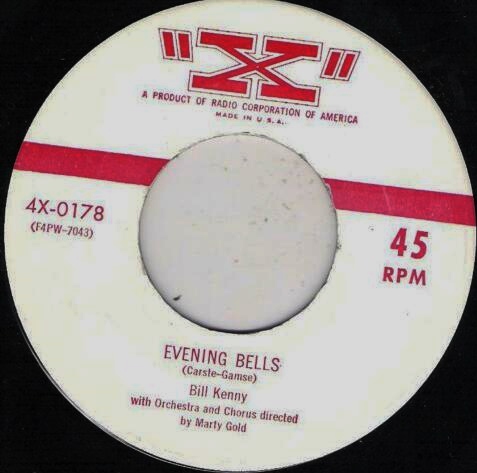 "X"
A PRODUCT OF RADIO CORPORATION OF AMERICA
MADE IN U.S.A.
4X-0178
(F4PW-7043)
45
RPM
EVENING BELLS
(Carste-Gamse)
Bill Kenny
with Orchestra and Chorus directed
by Marty Gold